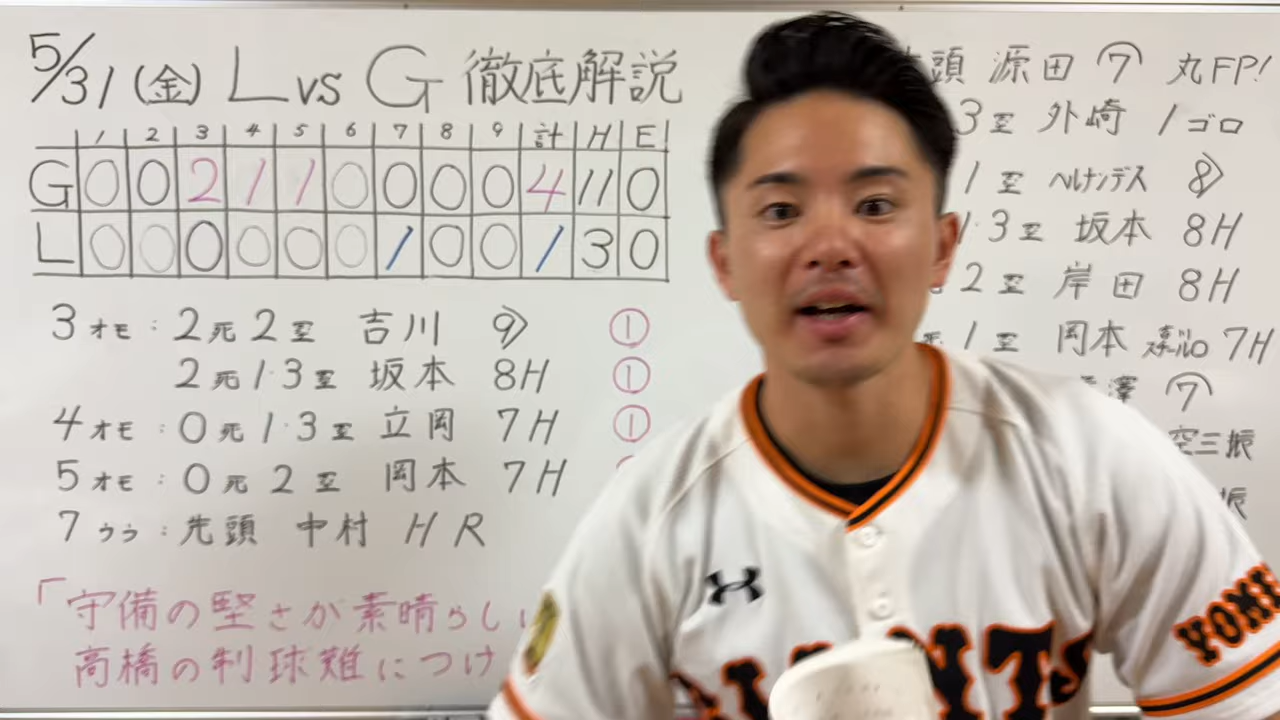 5/31(金) L vs G 徹底解説
1 2 3 4 5 6 7 8 9 計 H E
G 0 0 2 1 1 0 0 0 0 4 11 0
L 0 0 0 0 0 0 1 0 0 1 3 0
3オモ:2死2塁 吉川 9> ①
2死1·3塁 坂本 8H ①
4オモ:0死1·3塁 立岡 7H ①
5オモ:0死2塁 岡本 7H
7ウラ:先頭 中村 HR
「守備の堅さが素晴らし
高橋の制球難につけ
頭 源田 ⑦ 丸FP!
3塁 外崎 1ゴロ
1塁 ヘルナンデス 8>
1·3塁 坂本 8H
2塁 岸田 8H
1塁 岡本 7H
澤 ⑦
空三振
振
GIANTS
YOMI